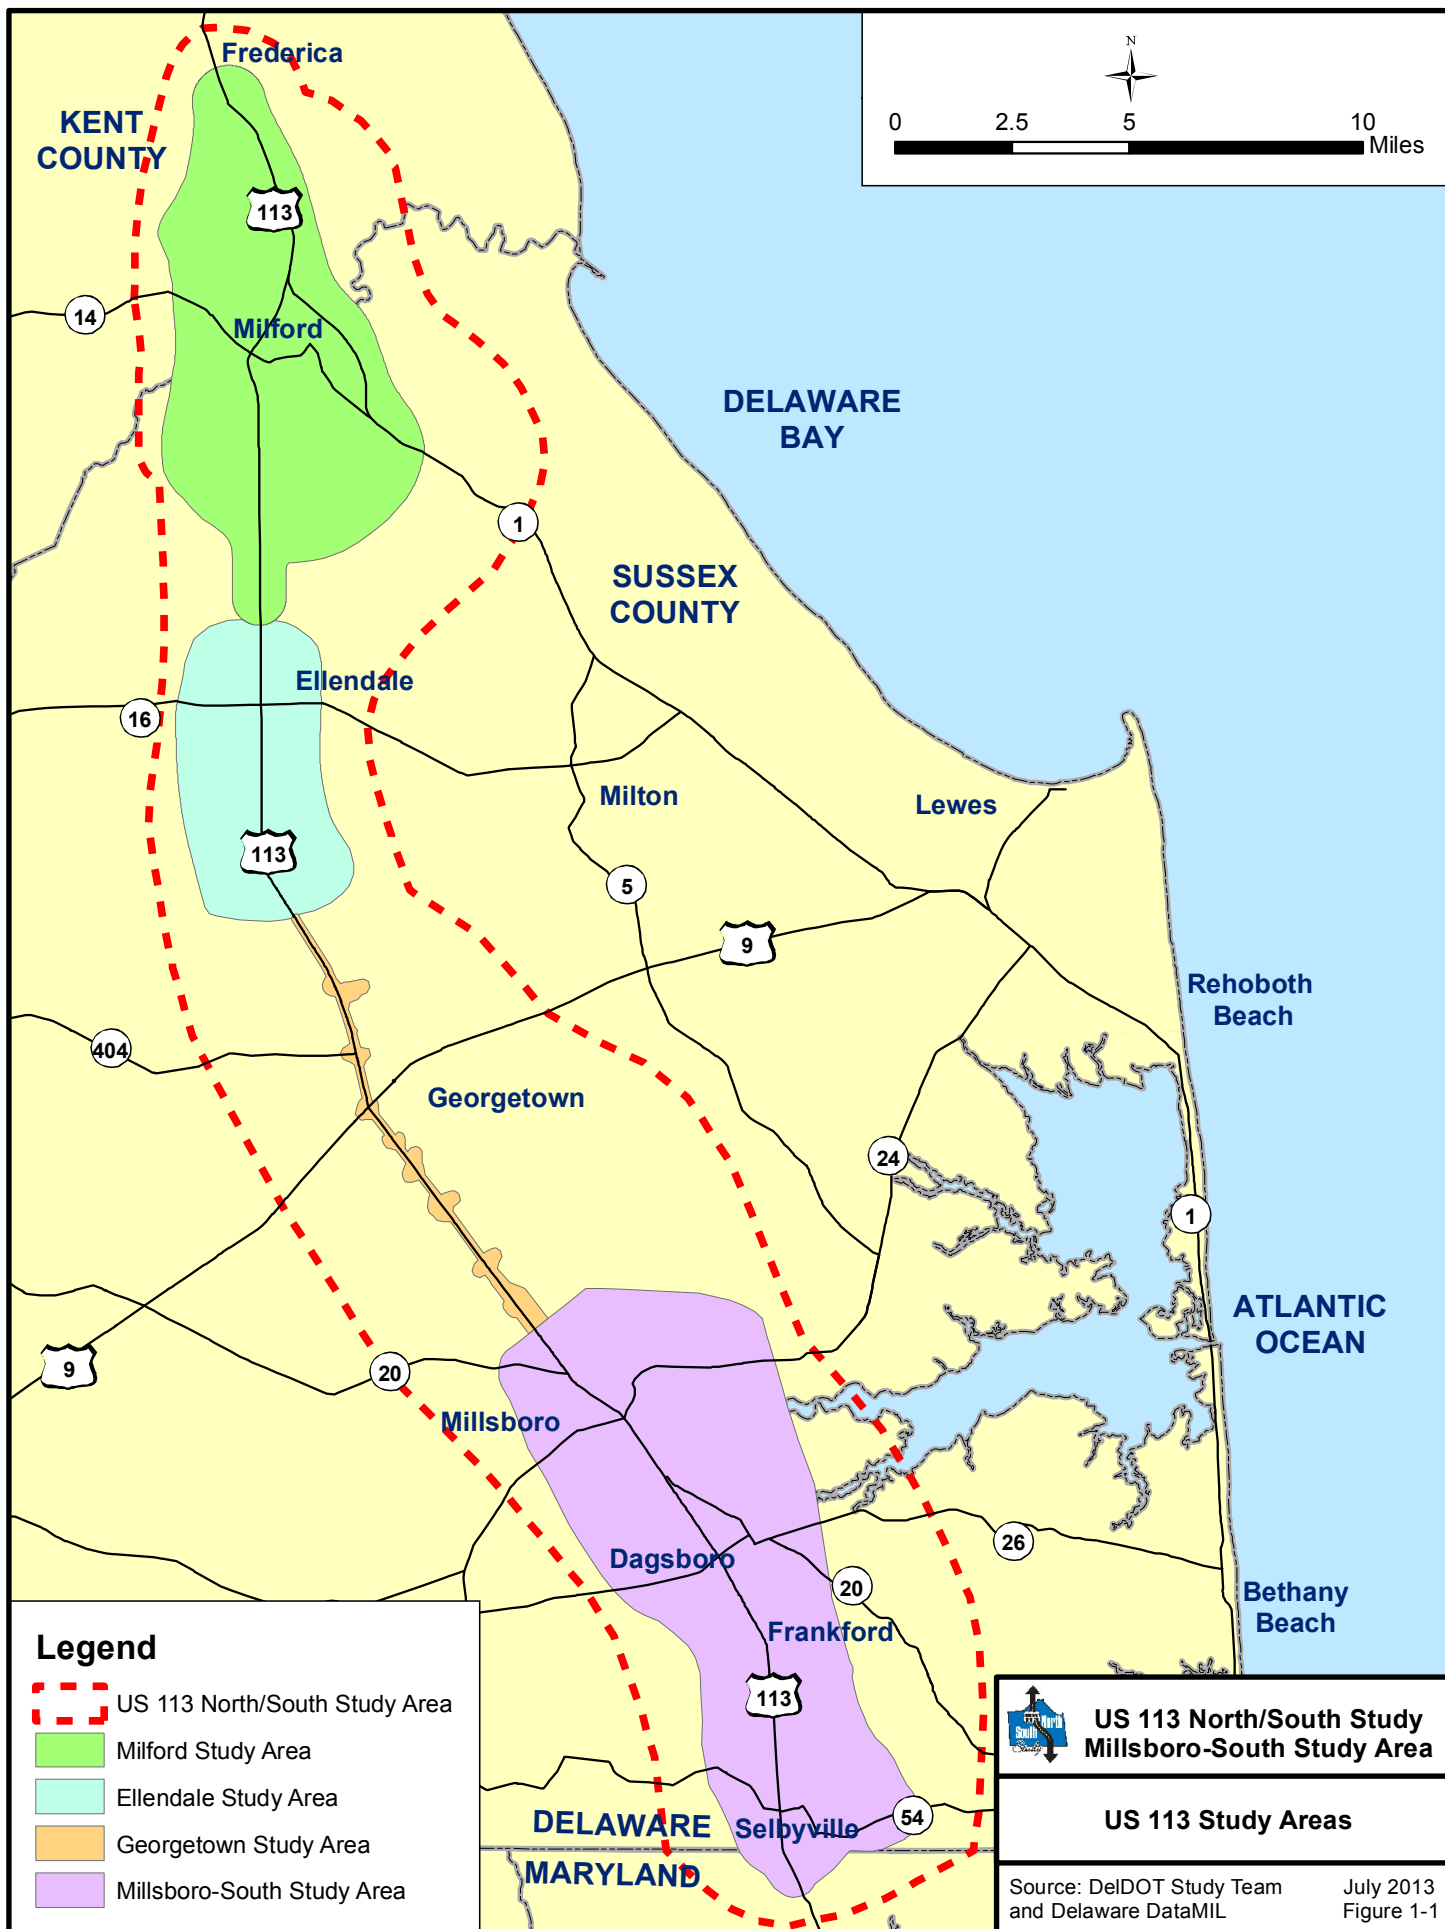 Frederica
KENT
COUNTY
N
0 2.5 5 10
Miles
113
14
Milford
DELAWARE
BAY
1
SUSSEX
COUNTY
Ellendale
16
Milton
Lewes
113
5
9
Rehoboth
Beach
404
Georgetown
24
1
ATLANTIC
OCEAN
9
20
Millsboro
26
Dagsboro
20
Bethany
Beach
Frankford
113
54
Selbyville
DELAWARE
MARYLAND
Legend
US 113 North/South Study Area
Milford Study Area
Ellendale Study Area
Georgetown Study Area
Millsboro-South Study Area
North
South
Study
US 113 North/South Study
Millsboro-South Study Area
US 113 Study Areas
Source: DelDOT Study Team
and Delaware DataMIL
July 2013
Figure 1-1